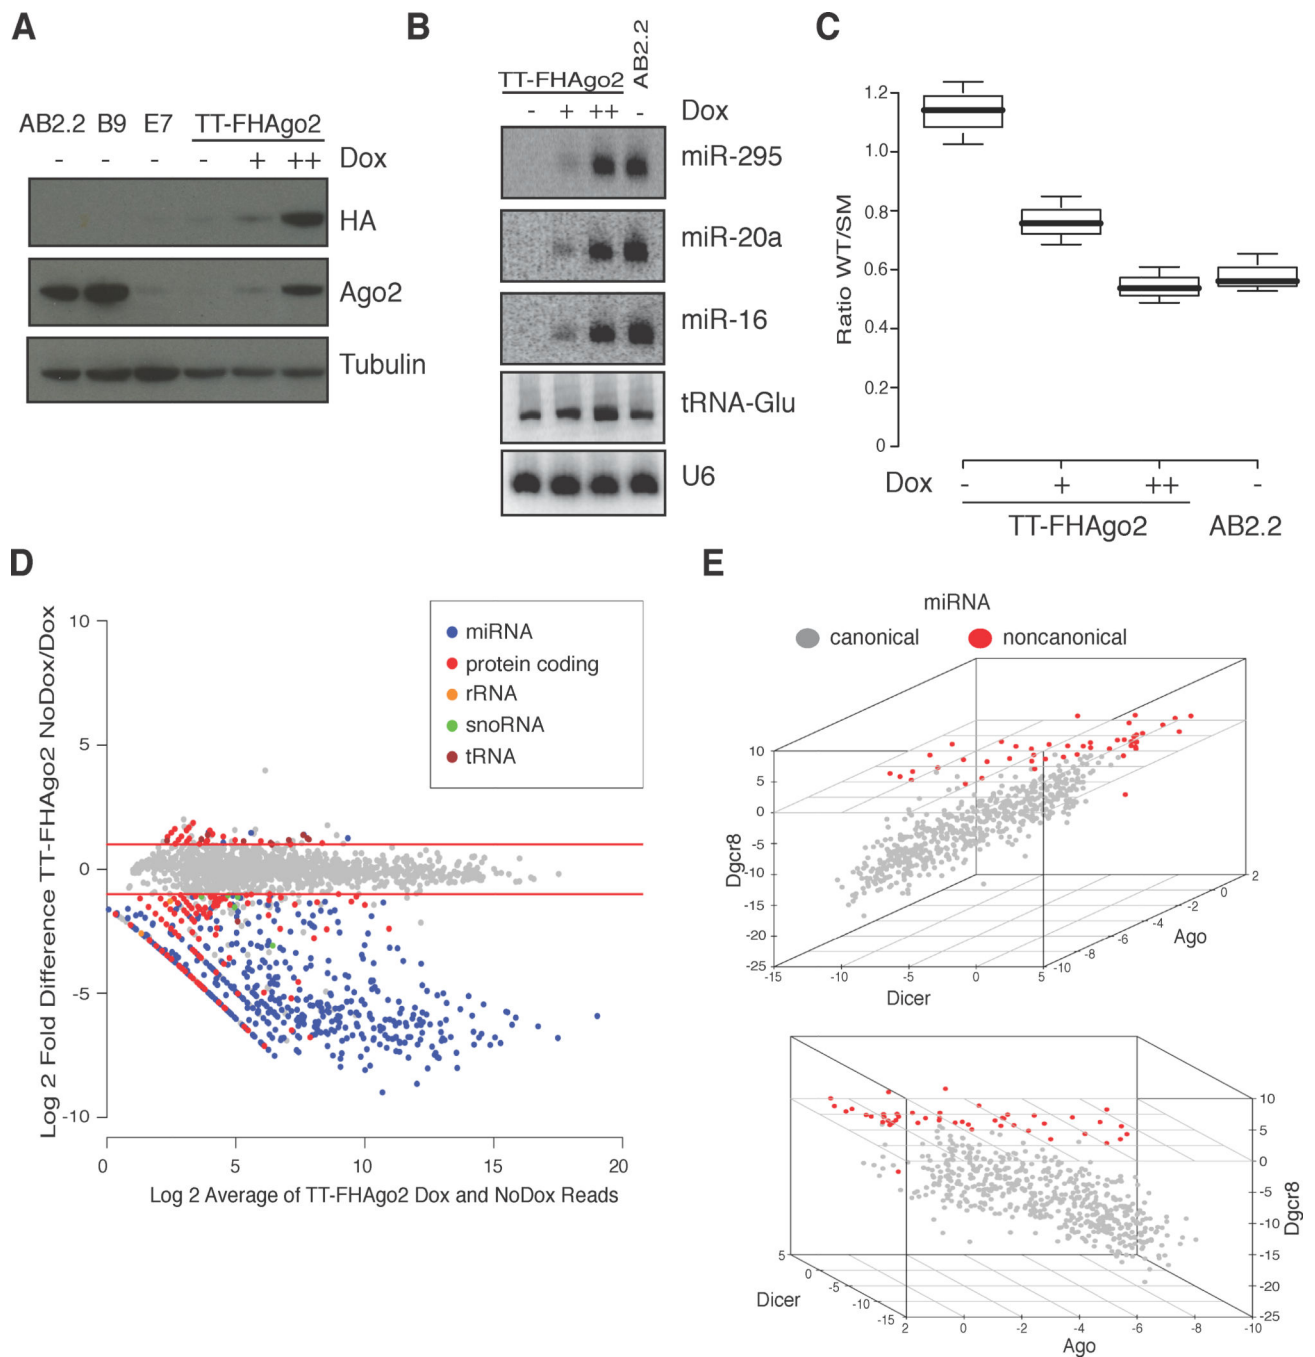 A
AB2.2 B9 E7 TT-FHAgo2
- - - - + ++ Dox
HA
Ago2
Tubulin
B
TT-FHAgo2 AB2.2
- + ++ - Dox
miR-295
miR-20a
miR-16
tRNA-Glu
U6
C
Ratio WT/SM
1.2
1.0
0.8
0.6
0.4
0.2
0
Dox - + ++ -
TT-FHAgo2 AB2.2
D
Log 2 Fold Difference TT-FHAgo2 NoDox/Dox
10
5
0
-5
-10
miRNA
protein coding
rRNA
snoRNA
tRNA
0 5 10 15 20
Log 2 Average of TT-FHAgo2 Dox and NoDox Reads
E
miRNA
canonical noncanonical
Dgcr8
10
5
0
-5
-10
-15
-20
-25
-15 -10 -5 0 5
Dicer
-10 -8 -6 -4 -2 0 2
Ago
Dgcr8
10
5
0
-5
-10
-15
-20
-25
5 0 -5 -10 -15
Dicer
2 0 -2 -4 -6 -8 -10
Ago